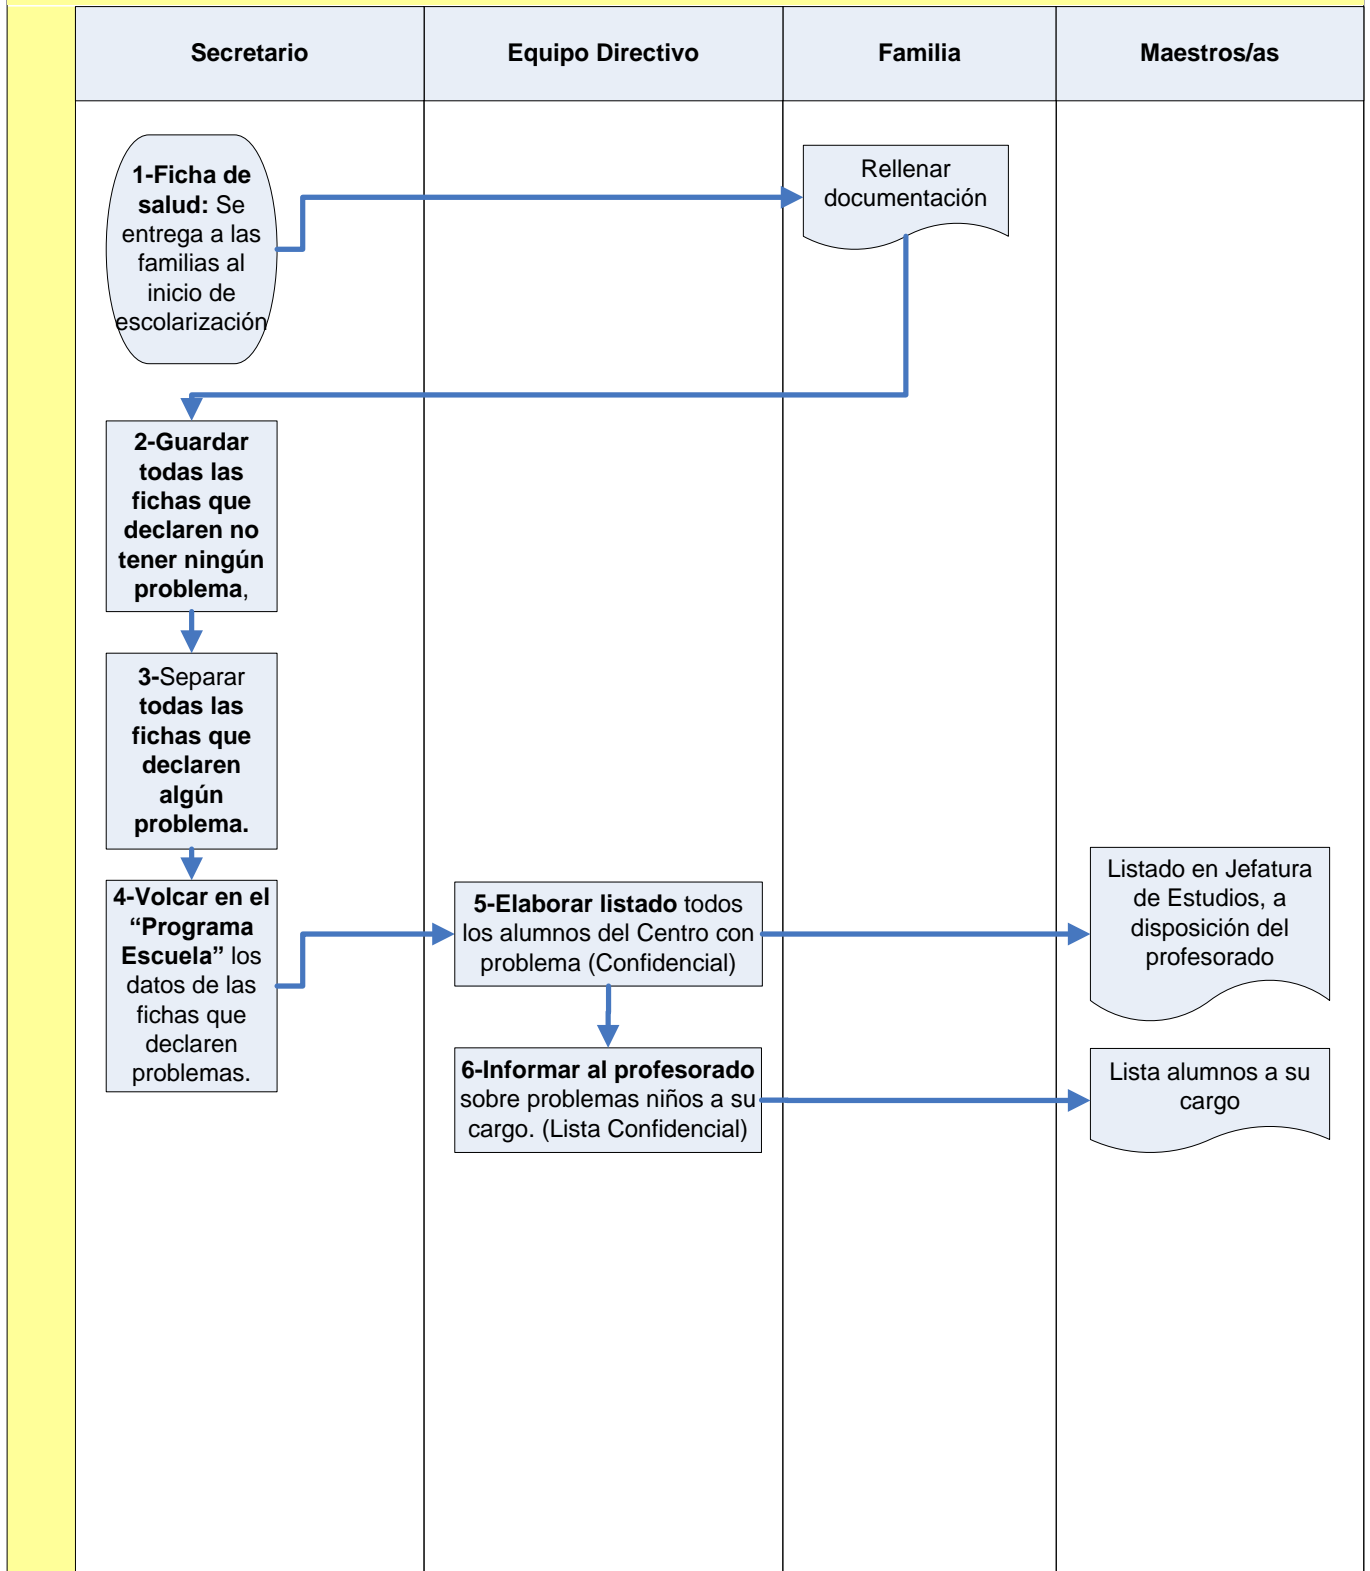 Secretario
Equipo Directivo
Familia
Maestros/as
1-Ficha de
salud: Se
entrega a las
familias al
inicio de
escolarización
Rellenar
documentación
2-Guardar
todas las
fichas que
declaren no
tener ningún
problema,
3-Separar
todas las
fichas que
declaren
algún
problema.
4-Volcar en el
“Programa
Escuela” los
datos de las
fichas que
declaren
problemas.
5-Elaborar listado todos
los alumnos del Centro con
problema (Confidencial)
Listado en Jefatura
de Estudios, a
disposición del
profesorado
6-Informar al profesorado
sobre problemas niños a su
cargo. (Lista Confidencial)
Lista alumnos a su
cargo